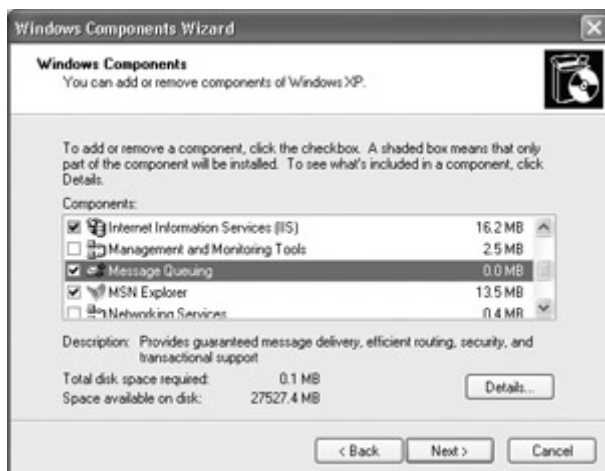 Windows Components Wizard
Windows Components
You can add or remove components of Windows XP.
To add or remove a component, click the checkbox. A shaded box means that only
part of the component will be installed. To see what's included in a component, click
Details.
Components:
Internet Information Services (IIS) 16.2 MB
Management and Monitoring Tools 2.5 MB
Message Queuing 0.0 MB
MSN Explorer 13.5 MB
Networking Services 0.4 MB
Description: Provides guaranteed message delivery, efficient routing, security, and
transactional support
Total disk space required: 0.1 MB
Space available on disk: 27527.4 MB
Details...
< Back Next > Cancel